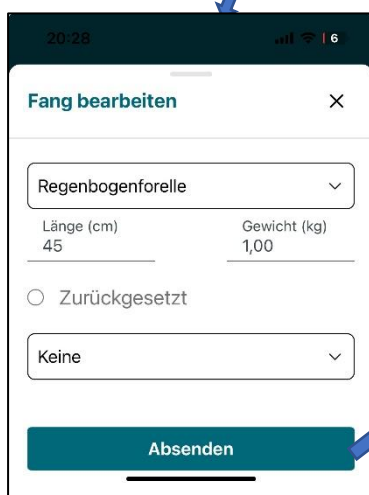 20:28 6
Fang bearbeiten
Regenbogenforelle
Länge (cm) Gewicht (kg)
45 1,00
Zurückgesetzt
Keine
Absenden